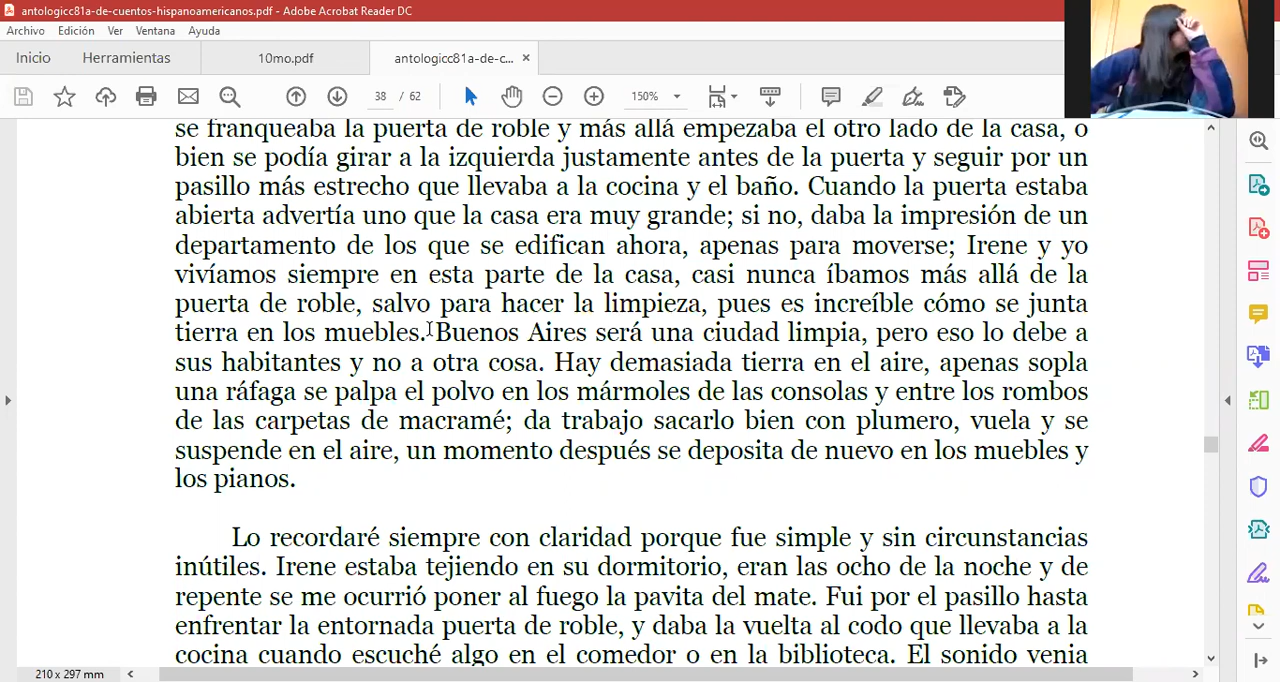 antologicc81a-de-cuentos-hispanoamericanos.pdf - Adobe Acrobat Reader DC
Archivo Edición Ver Ventana Ayuda
Inicio Herramientas 10mo.pdf antologicc81a-de-c... ×
38 / 62 150%
se franqueaba la puerta de roble y más allá empezaba el otro lado de la casa, o
bien se podía girar a la izquierda justamente antes de la puerta y seguir por un
pasillo más estrecho que llevaba a la cocina y el baño. Cuando la puerta estaba
abierta advertía uno que la casa era muy grande; si no, daba la impresión de un
departamento de los que se edifican ahora, apenas para moverse; Irene y yo
vivíamos siempre en esta parte de la casa, casi nunca íbamos más allá de la
puerta de roble, salvo para hacer la limpieza, pues es increíble cómo se junta
tierra en los muebles. Buenos Aires será una ciudad limpia, pero eso lo debe a
sus habitantes y no a otra cosa. Hay demasiada tierra en el aire, apenas sopla
una ráfaga se palpa el polvo en los mármoles de las consolas y entre los rombos
de las carpetas de macramé; da trabajo sacarlo bien con plumero, vuela y se
suspende en el aire, un momento después se deposita de nuevo en los muebles y
los pianos.
Lo recordaré siempre con claridad porque fue simple y sin circunstancias
inútiles. Irene estaba tejiendo en su dormitorio, eran las ocho de la noche y de
repente se me ocurrió poner al fuego la pavita del mate. Fui por el pasillo hasta
enfrentar la entornada puerta de roble, y daba la vuelta al codo que llevaba a la
cocina cuando escuché algo en el comedor o en la biblioteca. El sonido venia
210 x 297 mm